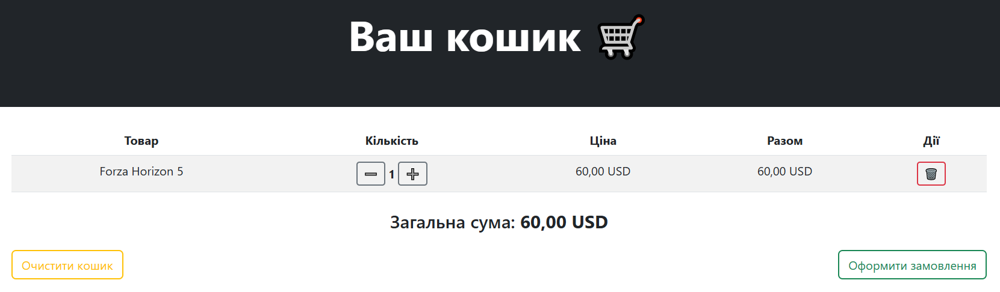 Ваш кошик
Товар Кількість Ціна Разом Дії
Forza Horizon 5 1 60,00 USD 60,00 USD
Загальна сума: 60,00 USD
Очистити кошик Оформити замовлення